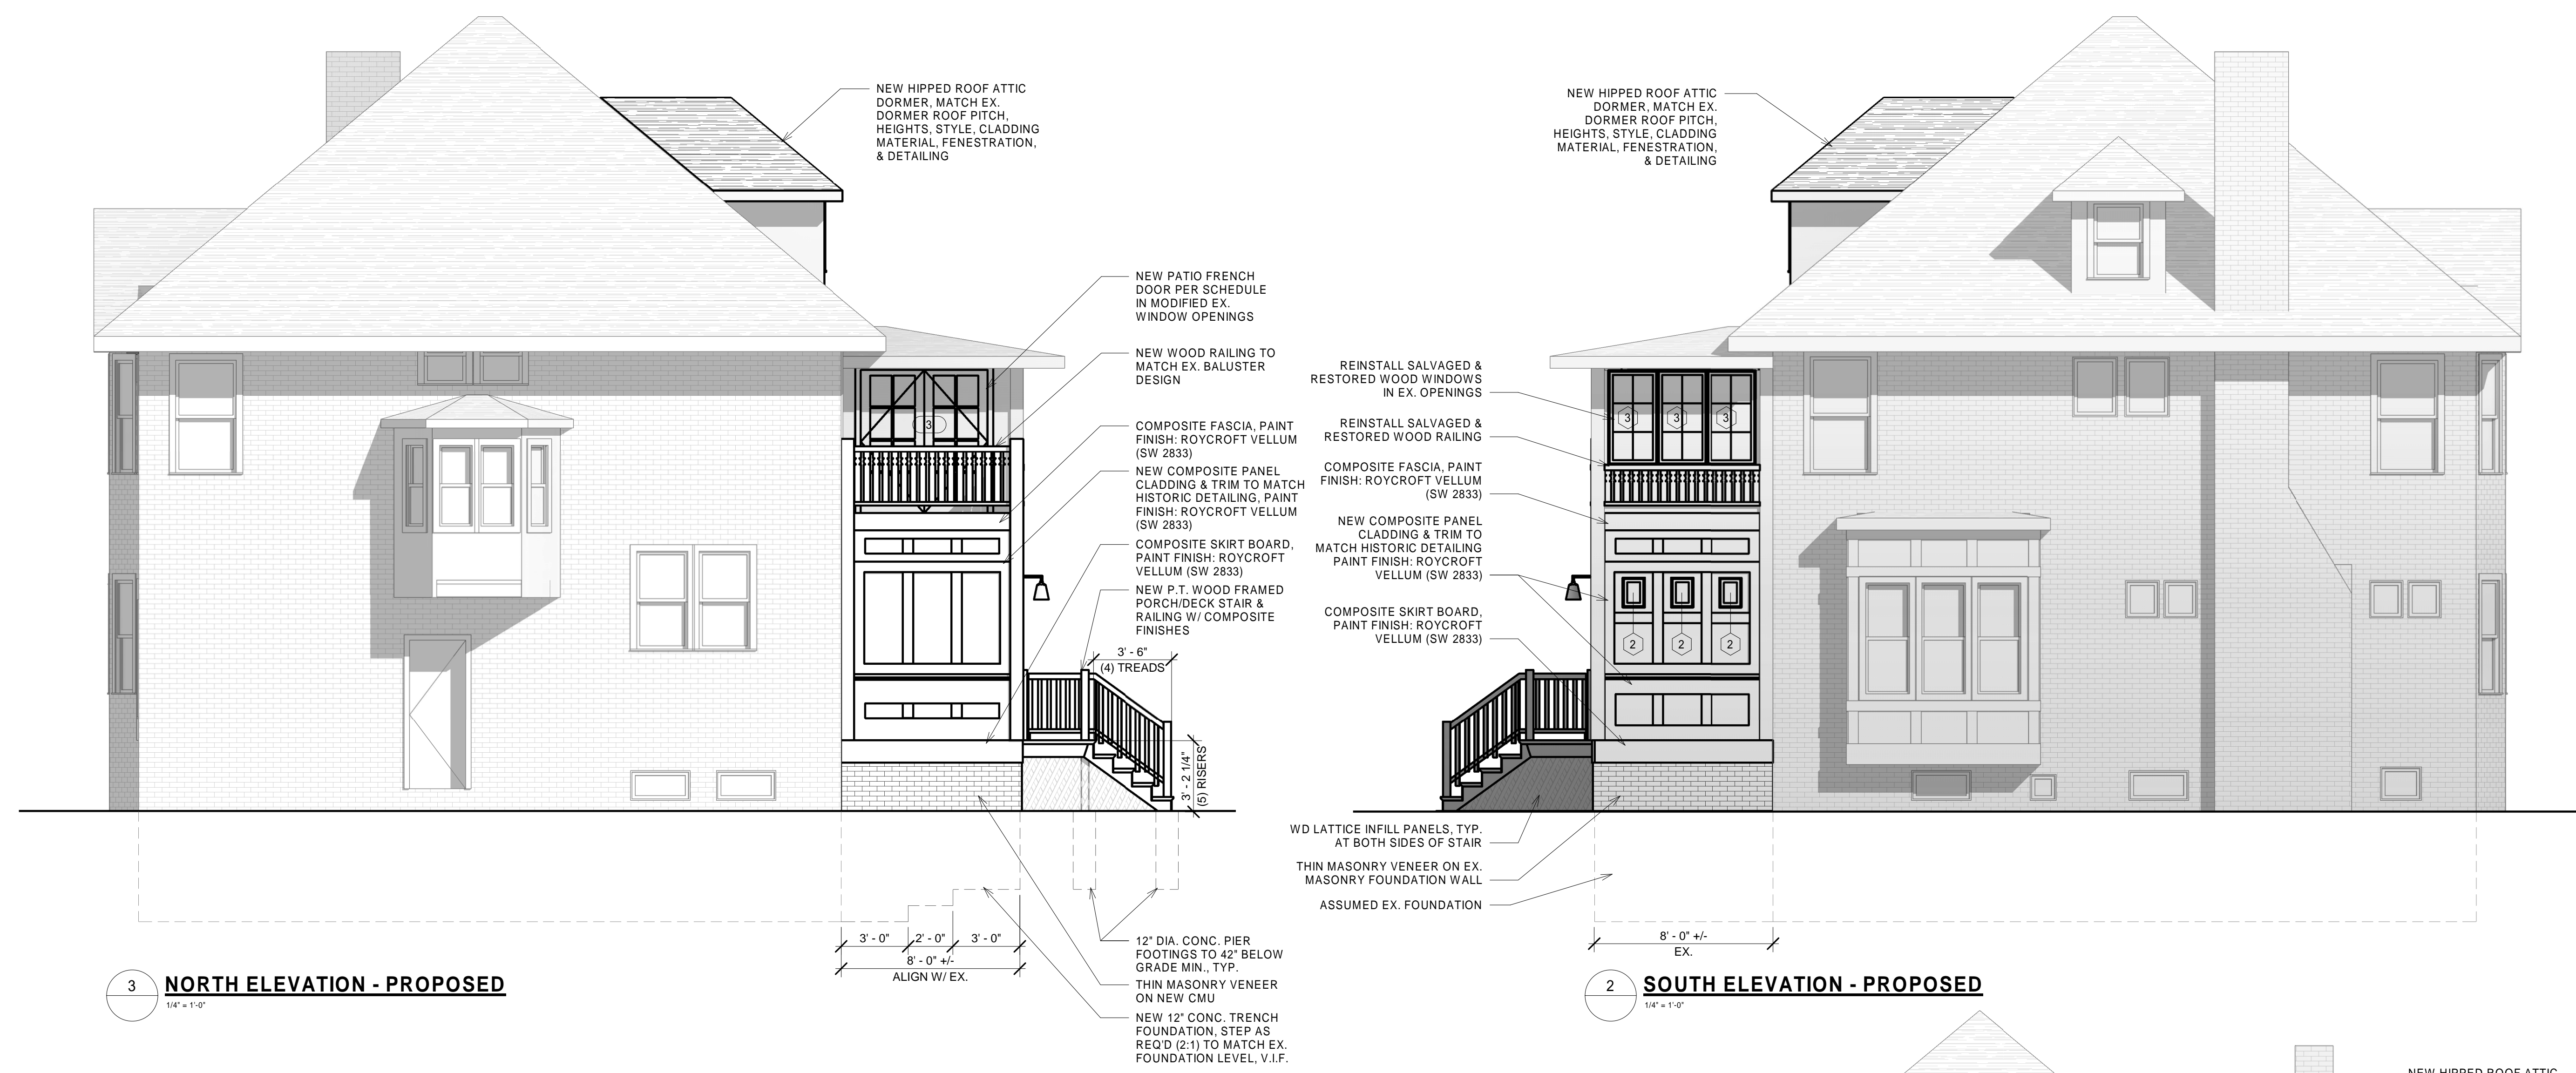 NEW HIPPED ROOF ATTIC
DORMER, MATCH EX.
DORMER ROOF PITCH,
HEIGHTS, STYLE, CLADDING
MATERIAL, FENESTRATION,
& DETAILING
NEW PATIO FRENCH
DOOR PER SCHEDULE
IN MODIFIED EX.
WINDOW OPENINGS
NEW WOOD RAILING TO
MATCH EX. BALUSTER
DESIGN
COMPOSITE FASCIA, PAINT
FINISH: ROYCROFT VELLUM
(SW 2833)
NEW COMPOSITE PANEL
CLADDING & TRIM TO MATCH
HISTORIC DETAILING, PAINT
FINISH: ROYCROFT VELLUM
(SW 2833)
COMPOSITE SKIRT BOARD,
PAINT FINISH: ROYCROFT
VELLUM (SW 2833)
NEW P.T. WOOD FRAMED
PORCH/DECK STAIR &
RAILING W/ COMPOSITE
FINISHES
3
3' - 6"
(4) TREADS
3' - 2 1/4"
(5) RISERS
3' - 0"
2' - 0"
3' - 0"
8' - 0" +/-
ALIGN W/ EX.
12" DIA. CONC. PIER
FOOTINGS TO 42" BELOW
GRADE MIN., TYP.
THIN MASONRY VENEER
ON NEW CMU
NEW 12" CONC. TRENCH
FOUNDATION, STEP AS
REQ'D (2:1) TO MATCH EX.
FOUNDATION LEVEL, V.I.F.
3
NORTH ELEVATION - PROPOSED
1/4" = 1'-0"
NEW HIPPED ROOF ATTIC
DORMER, MATCH EX.
DORMER ROOF PITCH,
HEIGHTS, STYLE, CLADDING
MATERIAL, FENESTRATION,
& DETAILING
REINSTALL SALVAGED &
RESTORED WOOD WINDOWS
IN EX. OPENINGS
REINSTALL SALVAGED &
RESTORED WOOD RAILING
COMPOSITE FASCIA, PAINT
FINISH: ROYCROFT VELLUM
(SW 2833)
NEW COMPOSITE PANEL
CLADDING & TRIM TO
MATCH HISTORIC DETAILING
PAINT FINISH: ROYCROFT
VELLUM (SW 2833)
COMPOSITE SKIRT BOARD,
PAINT FINISH: ROYCROFT
VELLUM (SW 2833)
3 3 3
2 2 2
WD LATTICE INFILL PANELS, TYP.
AT BOTH SIDES OF STAIR
THIN MASONRY VENEER ON EX.
MASONRY FOUNDATION WALL
ASSUMED EX. FOUNDATION
8' - 0" +/-
EX.
2
SOUTH ELEVATION - PROPOSED
1/4" = 1'-0"
NEW HIPPED ROOF ATTIC